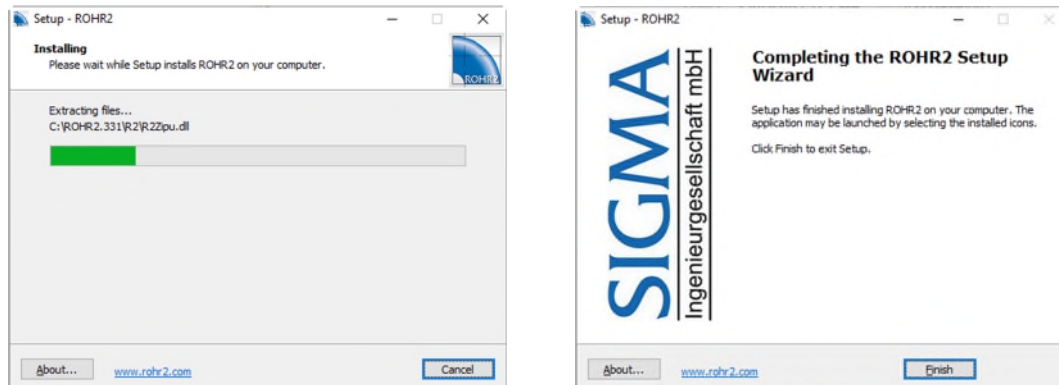 Setup - ROHR2
Installing
Please wait while Setup installs ROHR2 on your computer.
ROHR2
Extracting files...
C:\ROHR2.331\R2\R2Zipu.dll
About...
www.rohr2.com
Cancel
Setup - ROHR2
SIGMA
Ingenieurgesellschaft mbH
Completing the ROHR2 Setup
Wizard
Setup has finished installing ROHR2 on your computer. The
application may be launched by selecting the installed icons.
Click Finish to exit Setup.
About...
www.rohr2.com
Finish